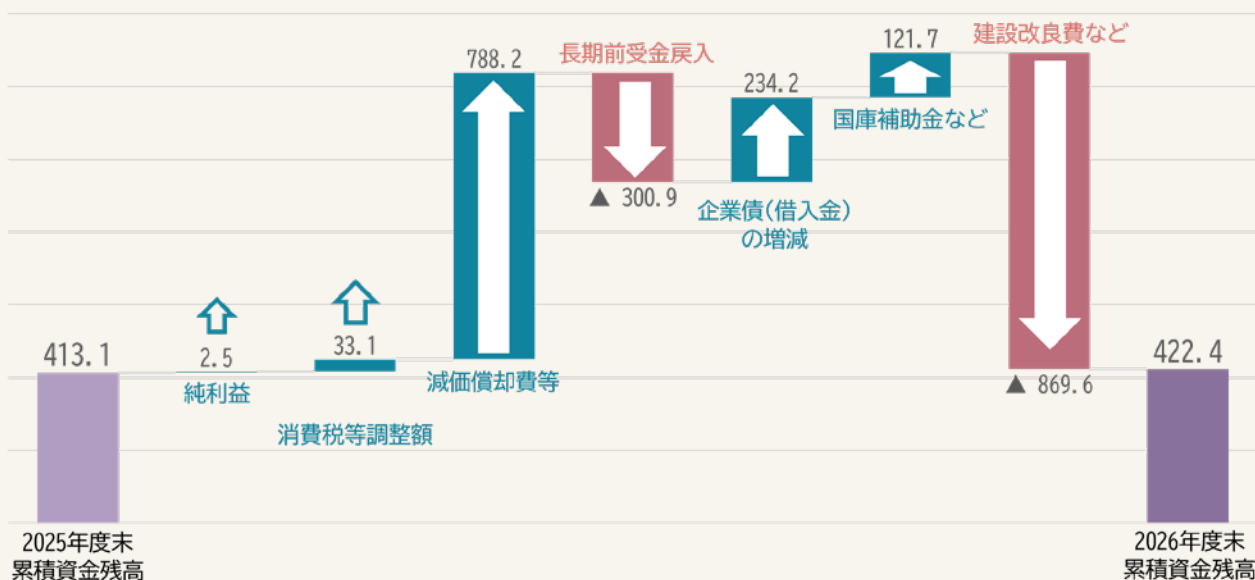 413.1
2025年度末
累積資金残高
2.5
純利益
33.1
消費税等調整額
788.2
減価償却費等
長期前受金戻入
▲ 300.9
234.2
企業債(借入金)
の増減
121.7
国庫補助金など
建設改良費など
▲ 869.6
422.4
2026年度末
累積資金残高